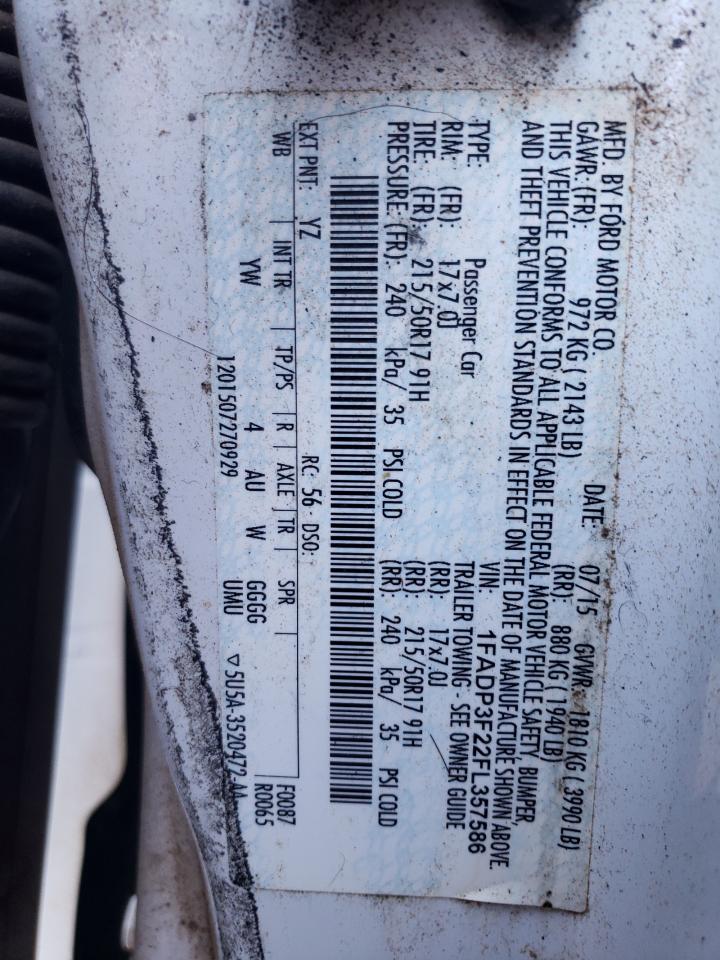 MFD. BY FORD MOTOR CO. DATE: 07/15 GVWR: 1810 KG ( 3990 LB)
GAWR: (FR): 972 KG ( 2143 LB) (RR): 880 KG ( 1940 LB)
THIS VEHICLE CONFORMS TO ALL APPLICABLE FEDERAL MOTOR VEHICLE SAFETY, BUMPER,
AND THEFT PREVENTION STANDARDS IN EFFECT ON THE DATE OF MANUFACTURE SHOWN ABOVE.
VIN: 1FADP3F22FL357586
TYPE: Passenger Car TRAILER TOWING - SEE OWNER GUIDE
RIM: (FR): 17x7.0J (RR): 17x7.0J
TIRE: (FR): 215/50R17 91H (RR): 215/50R17 91H
PRESSURE: (FR): 240 kPa/ 35 PSI COLD (RR): 240 kPa/ 35 PSI COLD
EXT PNT: YZ RC: 56 DSO: F0087
WB | INT TR | TP/PS | R | AXLE | TR | SPR R0065
YW 4 AU W GGGG
1201507270929 UMU ▽ 5U5A-3520472-AA